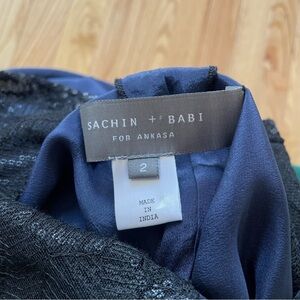 SACHIN + BABI
FOR ANKASA
2
MADE
IN
INDIA